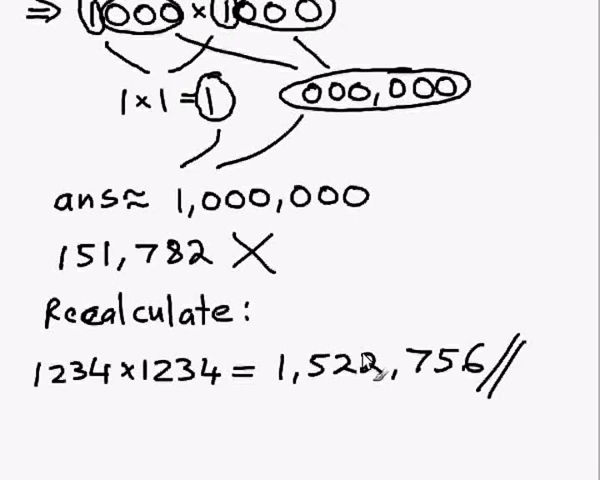 ⇒ 1000 × 1000
1×1 = 1 000,000
ans ≈ 1,000,000
151,782 X
Recalculate:
1234×1234 = 1,522,756//